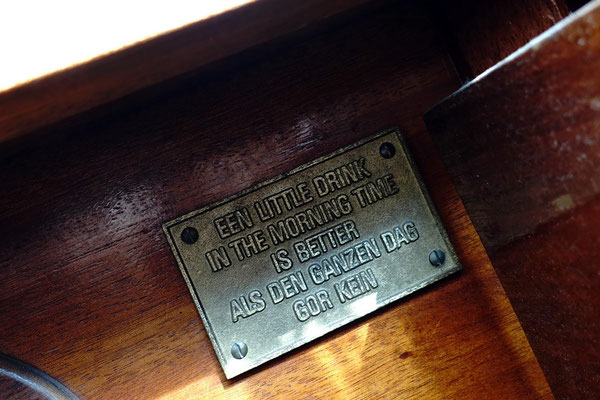 EEN LITTLE DRINK
IN THE MORNING TIME
IS BETTER
ALS DEN GANZEN DAG
GOR KEIN